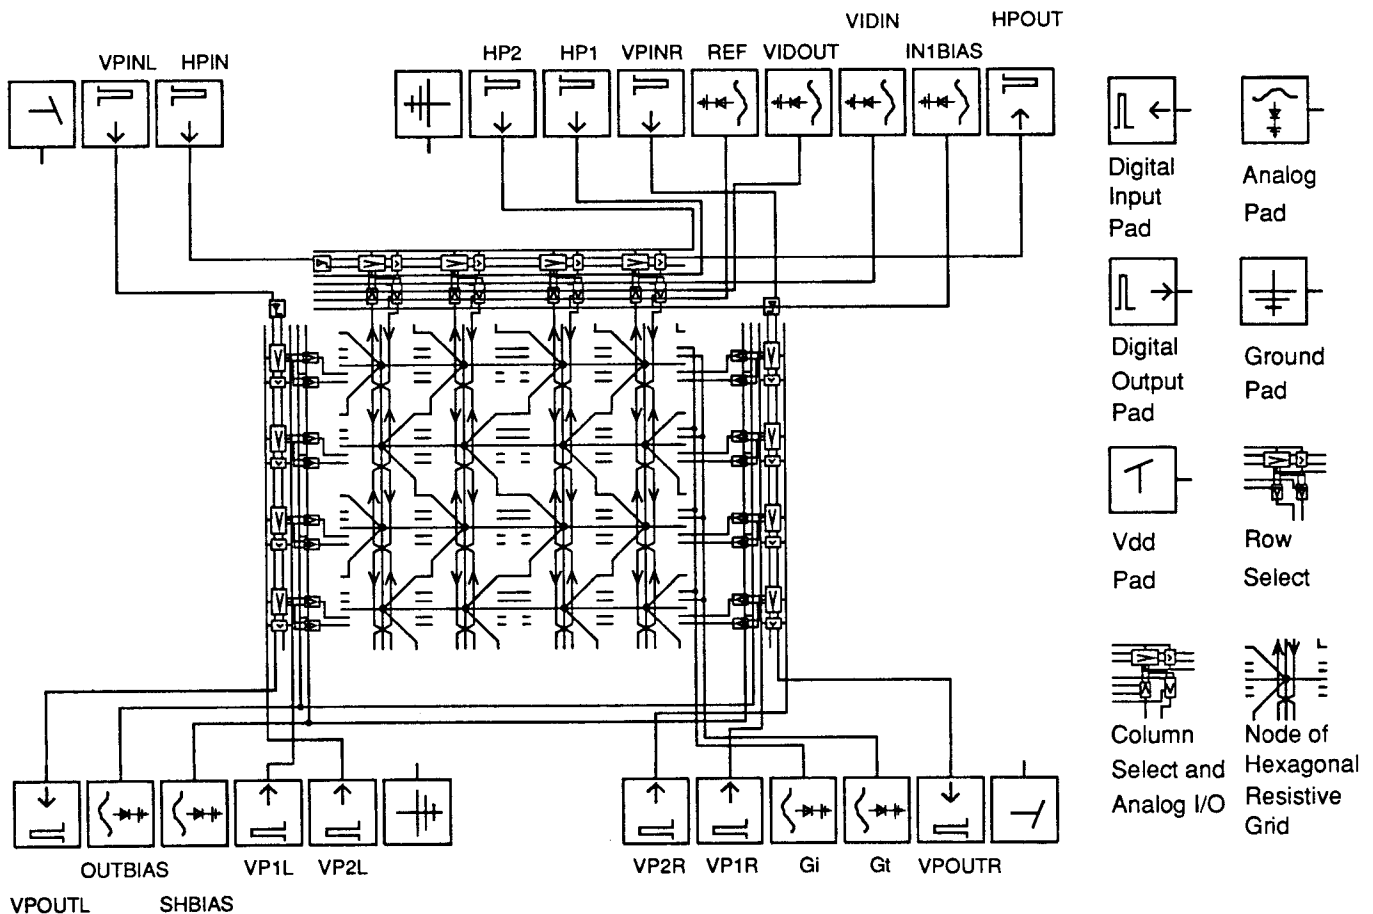 VIDIN
HPOUT
VPINL
HPIN
HP2
HP1
VPINR
REF
VIDOUT
IN1BIAS
Digital
Input
Pad
Analog
Pad
Digital
Output
Pad
Ground
Pad
Vdd
Pad
Row
Select
Column
Select and
Analog I/O
Node of
Hexagonal
Resistive
Grid
OUTBIAS
VP1L
VP2L
VP2R
VP1R
Gi
Gt
VPOUTR
VPOUTL
SHBIAS